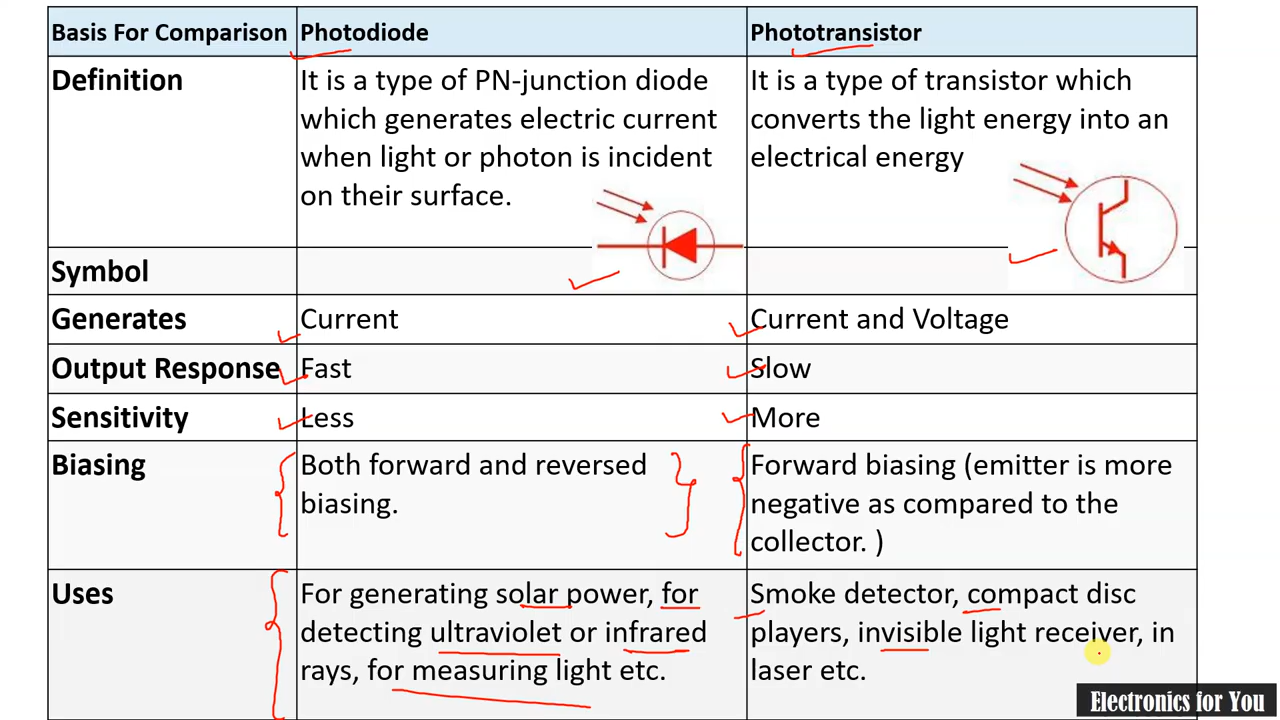 Basis For Comparison Photodiode Phototransistor
Definition
It is a type of PN-junction diode
which generates electric current
when light or photon is incident
on their surface.
It is a type of transistor which
converts the light energy into an
electrical energy
Symbol
Generates Current Current and Voltage
Output Response Fast Slow
Sensitivity Less More
Biasing
Both forward and reversed
biasing.
Forward biasing (emitter is more
negative as compared to the
collector. )
Uses
For generating solar power, for
detecting ultraviolet or infrared
rays, for measuring light etc.
Smoke detector, compact disc
players, invisible light receiver, in
laser etc.
Electronics for You